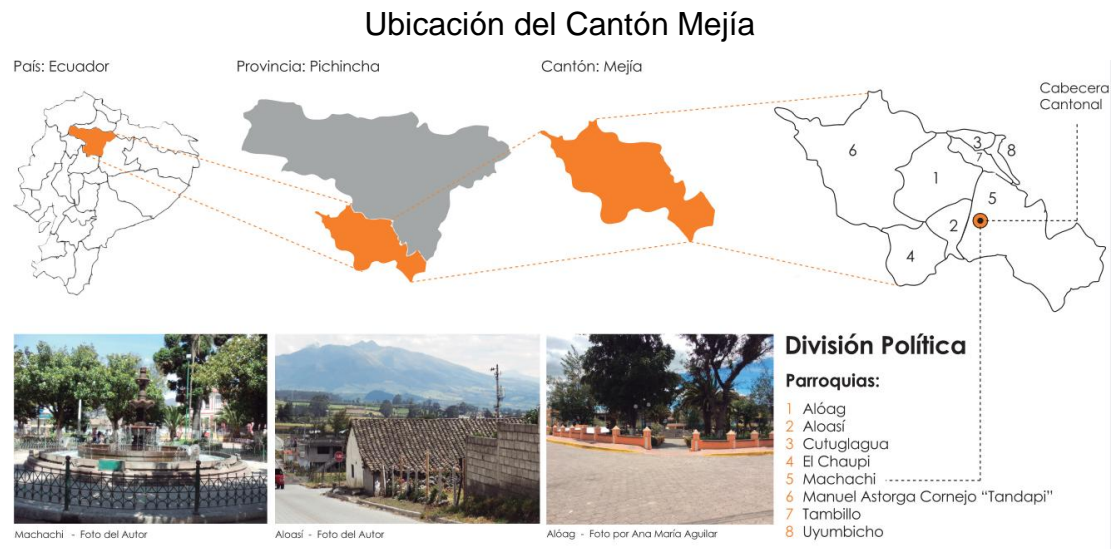 Ubicación del Cantón Mejía
País: Ecuador
Provincia: Pichincha
Cantón: Mejía
Cabecera
Cantonal
3
8
7
6
1
5
2
4
Machachi - Foto del Autor
Aloasí - Foto del Autor
Alóag - Foto por Ana María Aguilar
División Política
Parroquias:
1 Alóag
2 Aloasí
3 Cutuglagua
4 El Chaupi
5 Machachi
6 Manuel Astorga Cornejo “Tandapi”
7 Tambillo
8 Uyumbicho